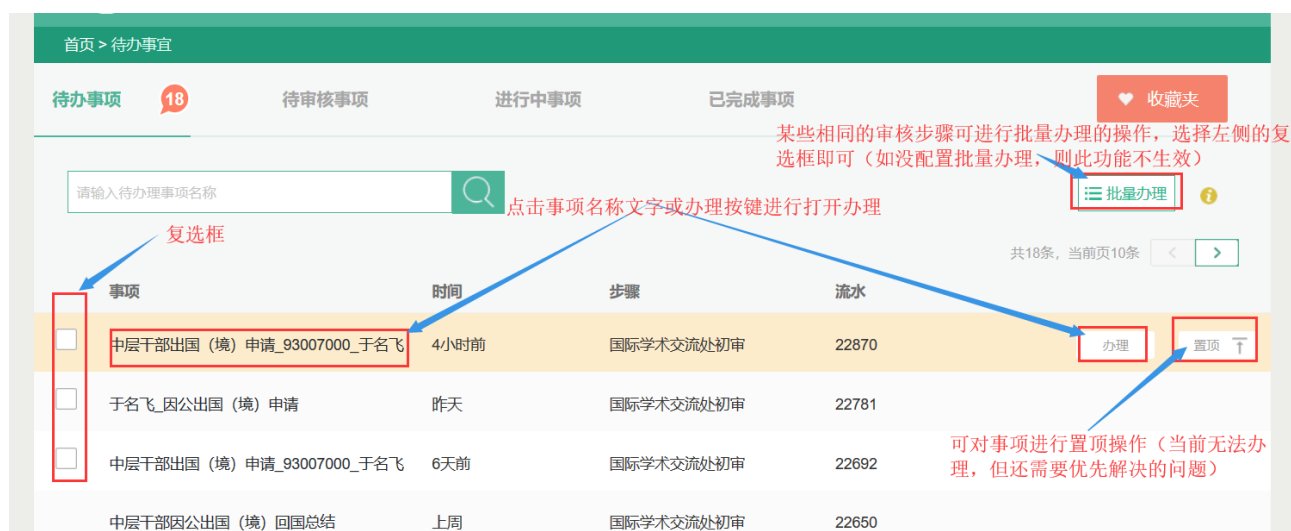 首页 > 待办事宜
待办事项 18 待审核事项 进行中事项 已完成事项 收藏夹
某些相同的审核步骤可进行批量办理的操作，选择左侧的复
选框即可（如没配置批量办理，则此功能不生效）
请输入待办理事项名称
批量办理
点击事项名称文字或办理按键进行打开办理
复选框
共18条，当前页10条 < >
事项 时间 步骤 流水
中层干部出国（境）申请_93007000_于名飞 4小时前 国际学术交流处初审 22870 办理 置顶
于名飞_因公出国（境）申请 昨天 国际学术交流处初审 22781
可对事项进行置顶操作（当前无法办
理，但还需要优先解决的问题）
中层干部出国（境）申请_93007000_于名飞 6天前 国际学术交流处初审 22692
中层干部因公出国（境）回国总结 上周 国际学术交流处初审 22650